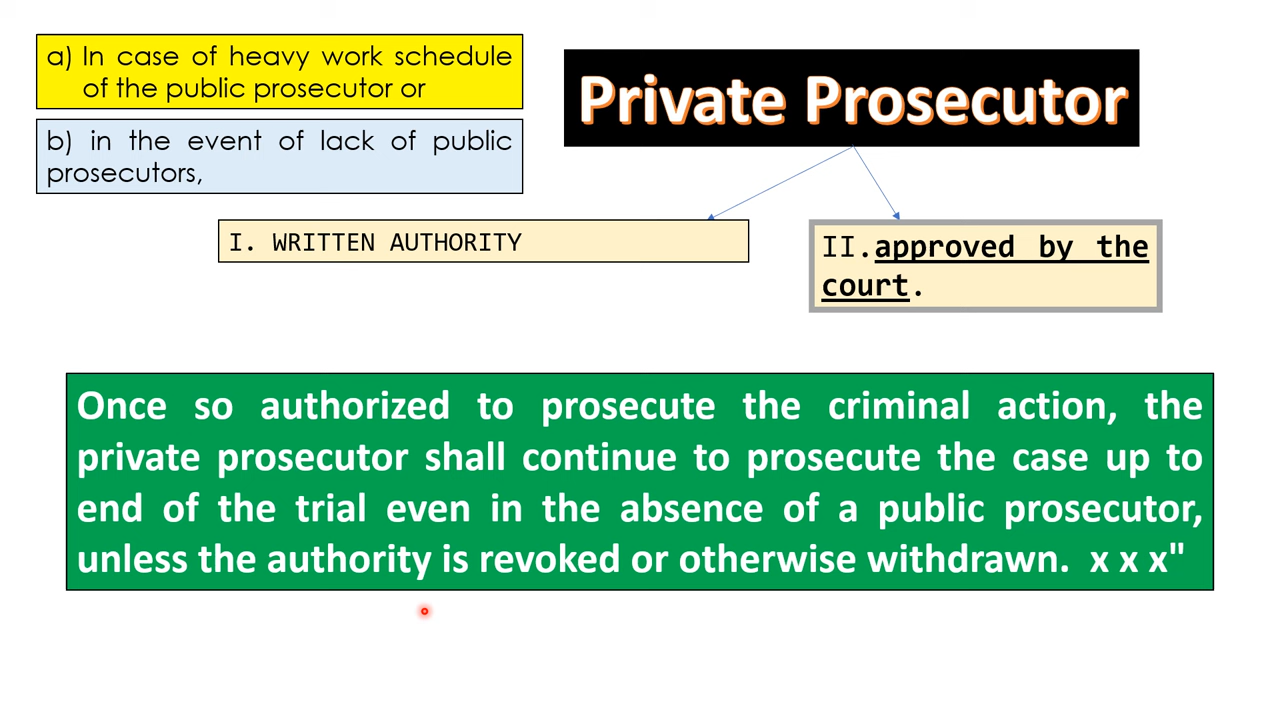 a) In case of heavy work schedule
of the public prosecutor or
b) in the event of lack of public
prosecutors,
Private Prosecutor
I. WRITTEN AUTHORITY
II.approved by the
court.
Once so authorized to prosecute the criminal action, the
private prosecutor shall continue to prosecute the case up to
end of the trial even in the absence of a public prosecutor,
unless the authority is revoked or otherwise withdrawn. x x x"